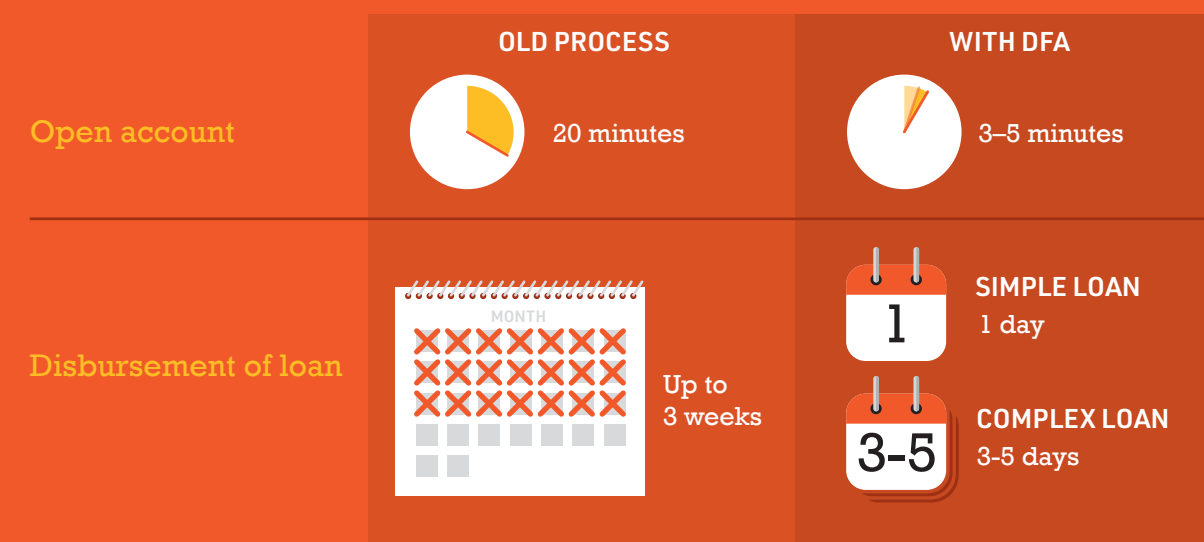 OLD PROCESS
WITH DFA
Open account
20 minutes
3–5 minutes
Disbursement of loan
MONTH
Up to
3 weeks
1
SIMPLE LOAN
1 day
3-5
COMPLEX LOAN
3-5 days